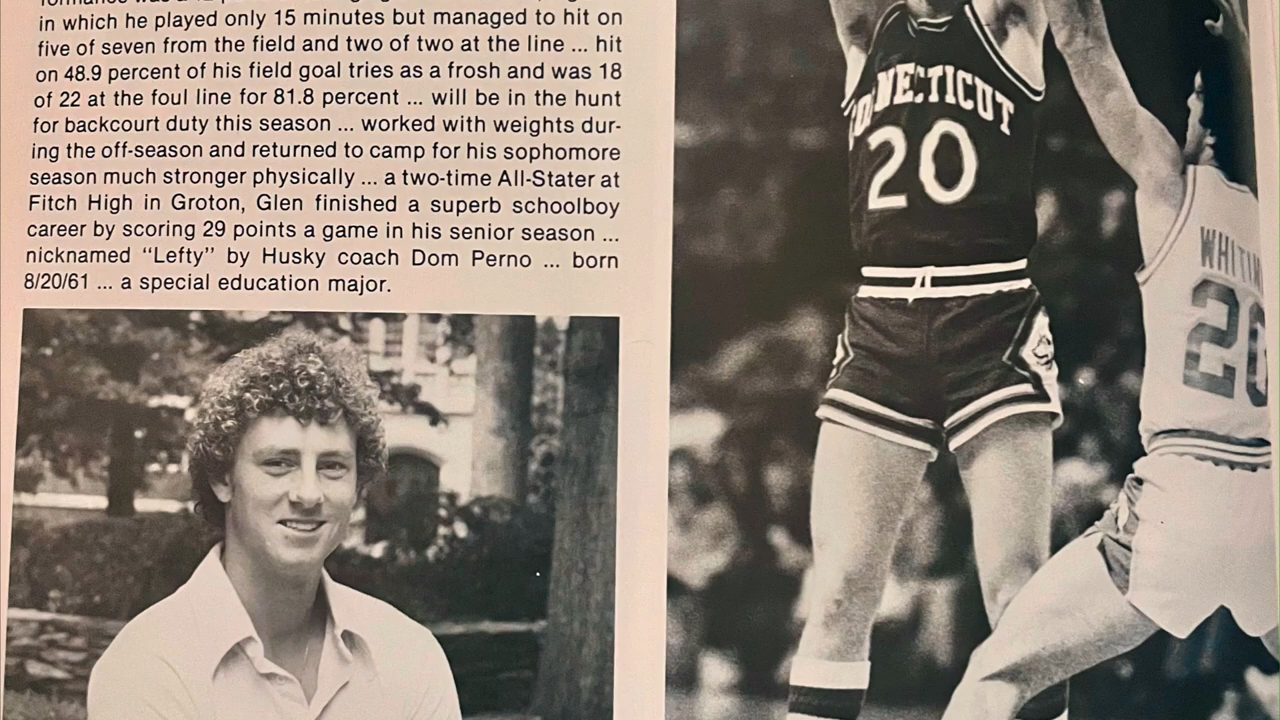 in which he played only 15 minutes but managed to hit on
five of seven from the field and two of two at the line ... hit
on 48.9 percent of his field goal tries as a frosh and was 18
of 22 at the foul line for 81.8 percent ... will be in the hunt
for backcourt duty this season ... worked with weights dur-
ing the off-season and returned to camp for his sophomore
season much stronger physically ... a two-time All-Stater at
Fitch High in Groton, Glen finished a superb schoolboy
career by scoring 29 points a game in his senior season ...
nicknamed “Lefty” by Husky coach Dom Perno ... born
8/20/61 ... a special education major.
CONNECTICUT
20
WHITIN
20